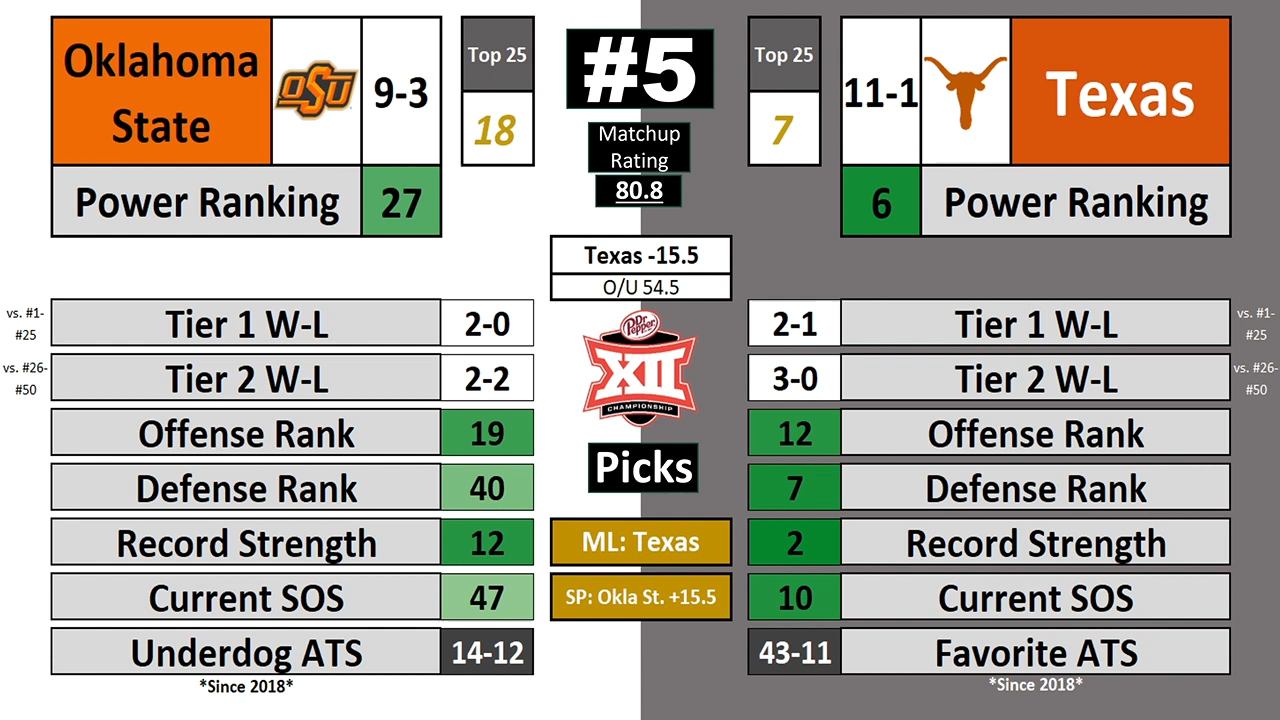 Oklahoma
State
OSU
9-3
Top 25
18
Power Ranking
27
#5
Matchup
Rating
80.8
Top 25
7
11-1
Texas
6
Power Ranking
Texas -15.5
O/U 54.5
vs. #1-
#25
Tier 1 W-L
2-0
vs. #26-
#50
Tier 2 W-L
2-2
Offense Rank
19
Defense Rank
40
Record Strength
12
Current SOS
47
Underdog ATS
14-12
*Since 2018*
Dr Pepper
XII
CHAMPIONSHIP
Picks
ML: Texas
SP: Okla St. +15.5
2-1
Tier 1 W-L
vs. #1-
#25
3-0
Tier 2 W-L
vs. #26-
#50
12
Offense Rank
7
Defense Rank
2
Record Strength
10
Current SOS
43-11
Favorite ATS
*Since 2018*